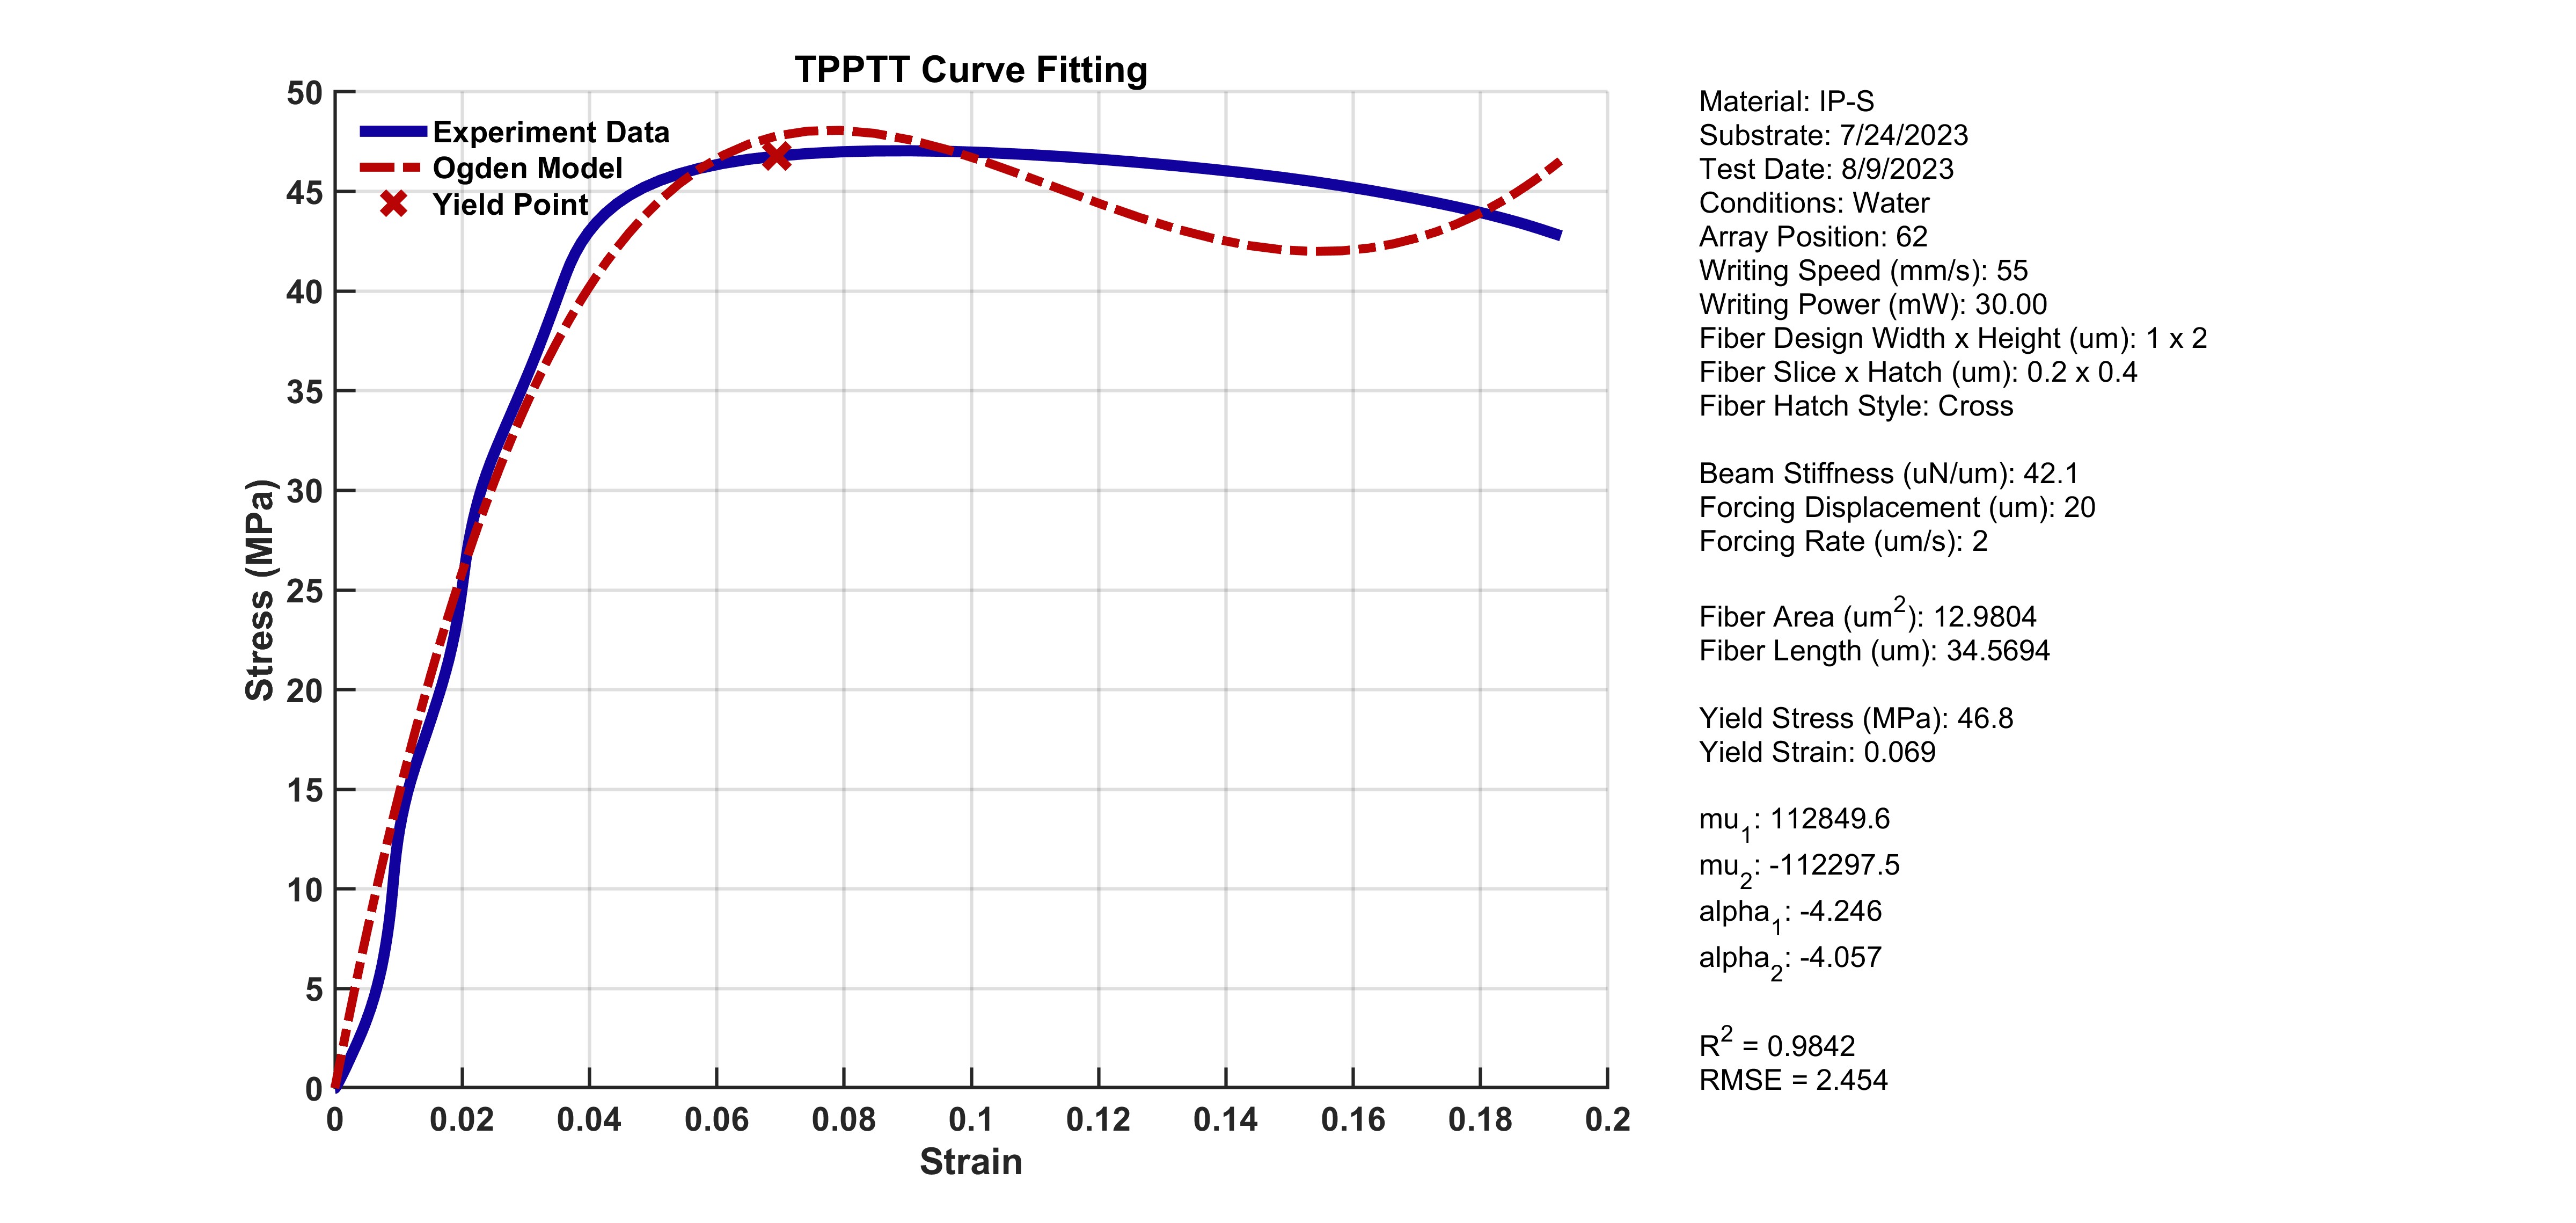 TPPTT Curve Fitting
50
45
40
35
30
25
20
15
10
5
0
Stress (MPa)
Experiment Data
Ogden Model
Yield Point
0 0.02 0.04 0.06 0.08 0.1 0.12 0.14 0.16 0.18 0.2
Strain
Material: IP-S
Substrate: 7/24/2023
Test Date: 8/9/2023
Conditions: Water
Array Position: 62
Writing Speed (mm/s): 55
Writing Power (mW): 30.00
Fiber Design Width x Height (um): 1 x 2
Fiber Slice x Hatch (um): 0.2 x 0.4
Fiber Hatch Style: Cross
Beam Stiffness (uN/um): 42.1
Forcing Displacement (um): 20
Forcing Rate (um/s): 2
Fiber Area (um²): 12.9804
Fiber Length (um): 34.5694
Yield Stress (MPa): 46.8
Yield Strain: 0.069
mu₁: 112849.6
mu₂: -112297.5
alpha₁: -4.246
alpha₂: -4.057
R² = 0.9842
RMSE = 2.454